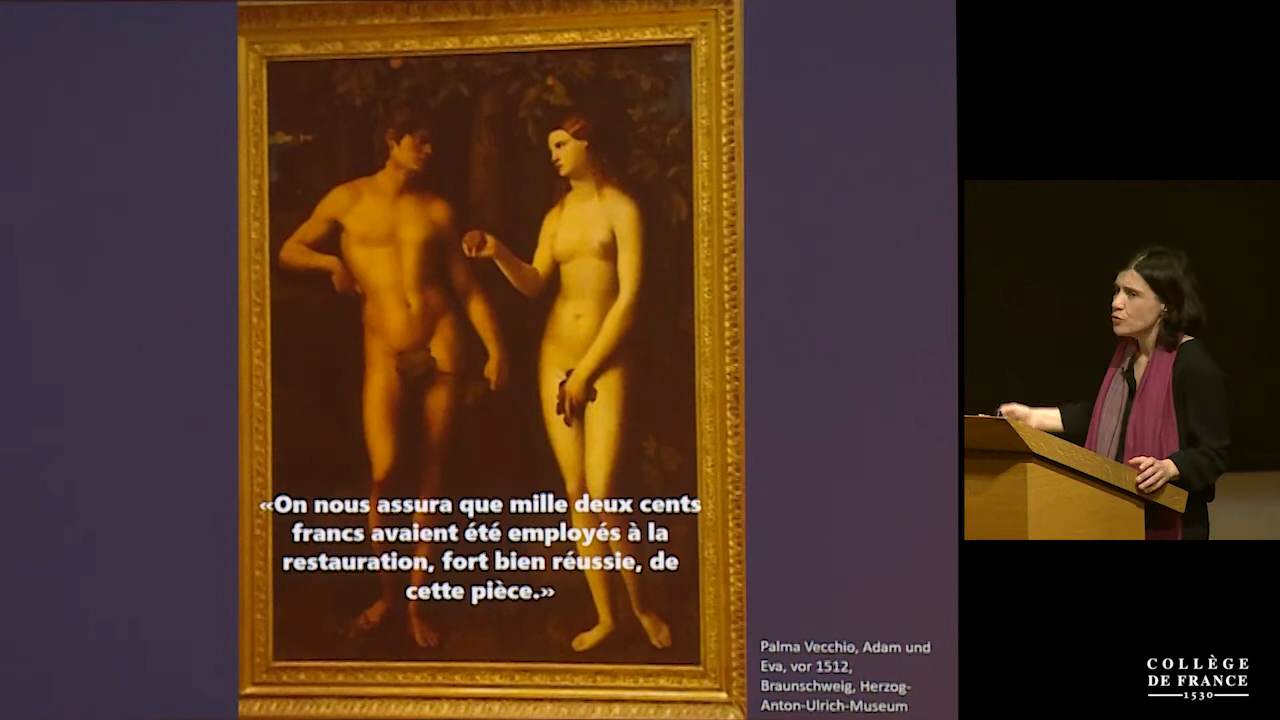 «On nous assura que mille deux cents
francs avaient été employés à la
restauration, fort bien réussie, de
cette pièce.»
Palma Vecchio, Adam und
Eva, vor 1512,
Braunschweig, Herzog-
Anton-Ulrich-Museum
COLLÈGE
DE FRANCE
1530